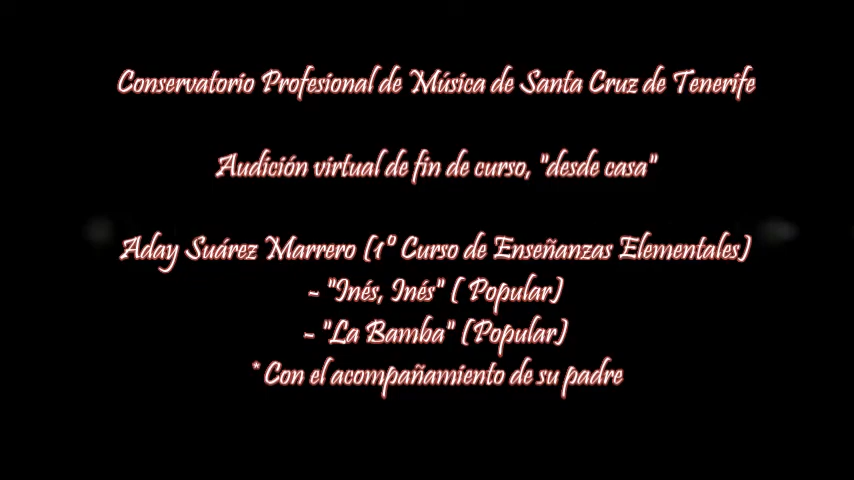 Conservatorio Profesional de Música de Santa Cruz de Tenerife
Audición virtual de fin de curso, "desde casa"
Aday Suárez Marrero (1º Curso de Enseñanzas Elementales)
- "Inés, Inés" ( Popular)
- "La Bamba" (Popular)
* Con el acompañamiento de su padre